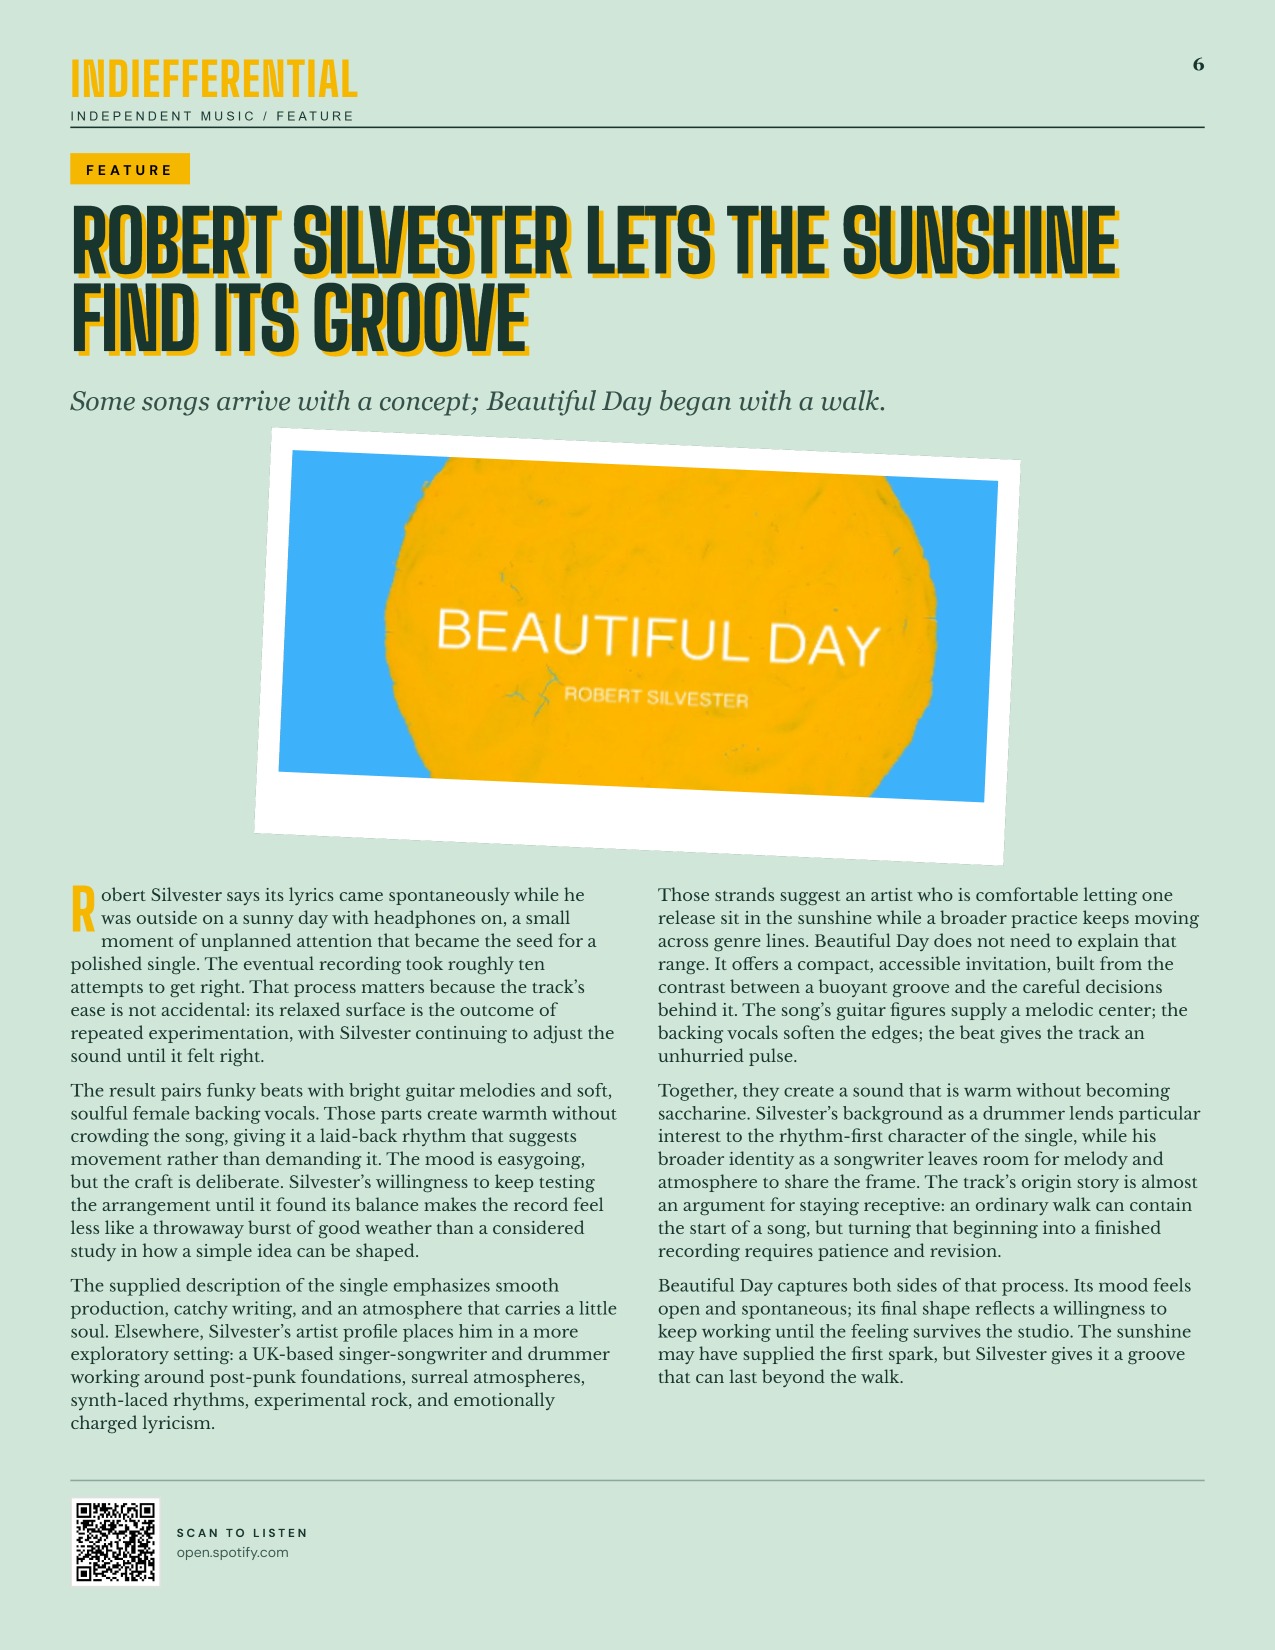 INDIEFFERENTIAL
INDEPENDENT MUSIC / FEATURE
6
FEATURE
ROBERT SILVESTER LETS THE SUNSHINE
FIND ITS GROOVE
Some songs arrive with a concept; Beautiful Day began with a walk.
BEAUTIFUL DAY
ROBERT SILVESTER
Robert Silvester says its lyrics came spontaneously while he
was outside on a sunny day with headphones on, a small
moment of unplanned attention that became the seed for a
polished single. The eventual recording took roughly ten
attempts to get right. That process matters because the track’s
ease is not accidental: its relaxed surface is the outcome of
repeated experimentation, with Silvester continuing to adjust the
sound until it felt right.
The result pairs funky beats with bright guitar melodies and soft,
soulful female backing vocals. Those parts create warmth without
crowding the song, giving it a laid-back rhythm that suggests
movement rather than demanding it. The mood is easygoing,
but the craft is deliberate. Silvester’s willingness to keep testing
the arrangement until it found its balance makes the record feel
less like a throwaway burst of good weather than a considered
study in how a simple idea can be shaped.
The supplied description of the single emphasizes smooth
production, catchy writing, and an atmosphere that carries a little
soul. Elsewhere, Silvester’s artist profile places him in a more
exploratory setting: a UK-based singer-songwriter and drummer
working around post-punk foundations, surreal atmospheres,
synth-laced rhythms, experimental rock, and emotionally
charged lyricism.
Those strands suggest an artist who is comfortable letting one
release sit in the sunshine while a broader practice keeps moving
across genre lines. Beautiful Day does not need to explain that
range. It offers a compact, accessible invitation, built from the
contrast between a buoyant groove and the careful decisions
behind it. The song’s guitar figures supply a melodic center; the
backing vocals soften the edges; the beat gives the track an
unhurried pulse.
Together, they create a sound that is warm without becoming
saccharine. Silvester’s background as a drummer lends particular
interest to the rhythm-first character of the single, while his
broader identity as a songwriter leaves room for melody and
atmosphere to share the frame. The track’s origin story is almost
an argument for staying receptive: an ordinary walk can contain
the start of a song, but turning that beginning into a finished
recording requires patience and revision.
Beautiful Day captures both sides of that process. Its mood feels
open and spontaneous; its final shape reflects a willingness to
keep working until the feeling survives the studio. The sunshine
may have supplied the first spark, but Silvester gives it a groove
that can last beyond the walk.
SCAN TO LISTEN
open.spotify.com